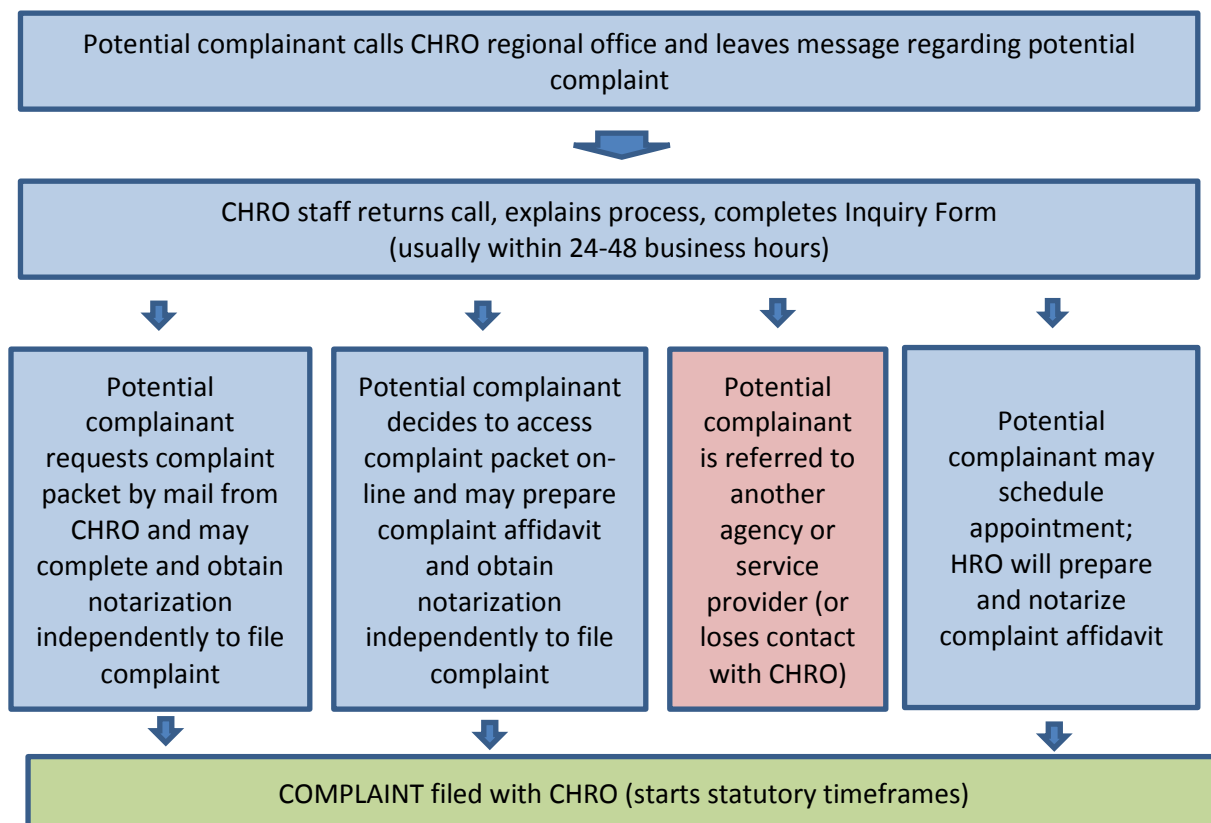 Potential complainant calls CHRO regional office and leaves message regarding potential
complaint
CHRO staff returns call, explains process, completes Inquiry Form
(usually within 24-48 business hours)
Potential
complainant
requests complaint
packet by mail from
CHRO and may
complete and obtain
notarization
independently to file
complaint
Potential complainant
decides to access
complaint packet on-
line and may prepare
complaint affidavit
and obtain
notarization
independently to file
complaint
Potential
complainant
is referred to
another
agency or
service
provider (or
loses contact
with CHRO)
Potential
complainant may
schedule
appointment;
HRO will prepare
and notarize
complaint affidavit
COMPLAINT filed with CHRO (starts statutory timeframes)